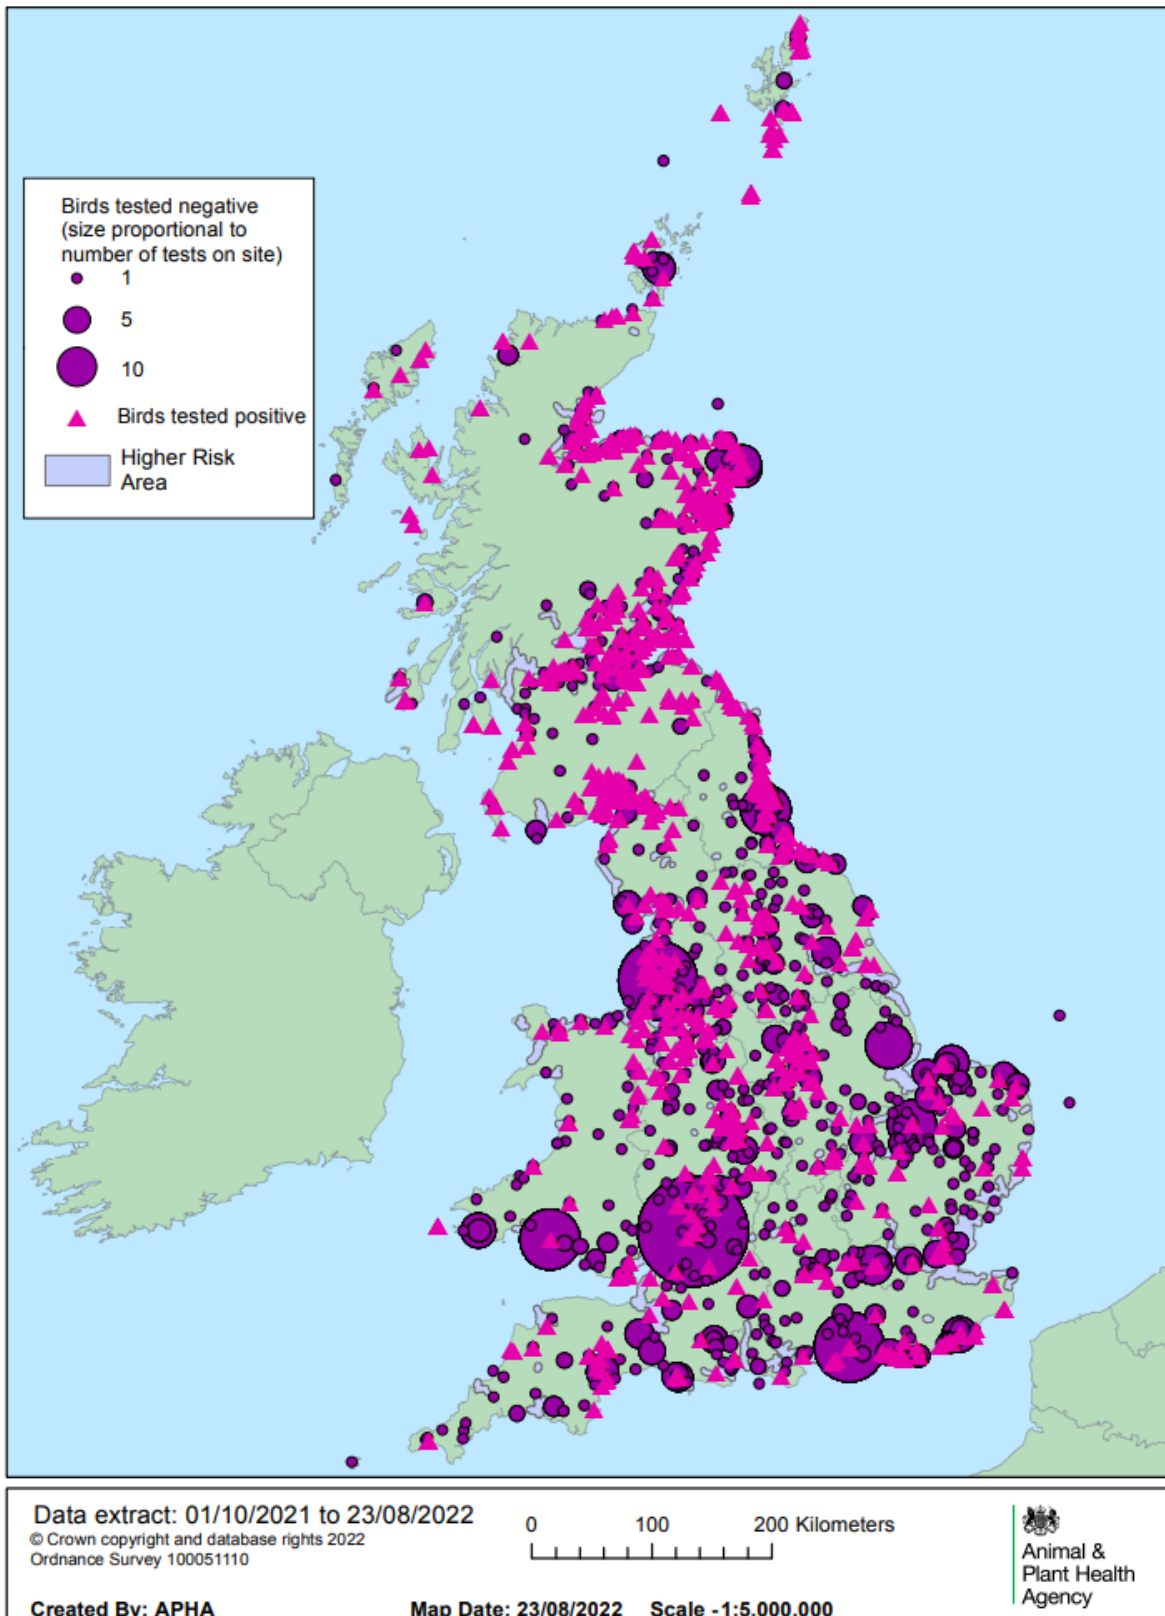 Birds tested negative
(size proportional to
number of tests on site)
1
5
10
Birds tested positive
Higher Risk
Area
Data extract: 01/10/2021 to 23/08/2022
© Crown copyright and database rights 2022
Ordnance Survey 100051110
0 100 200 Kilometers
Animal &
Plant Health
Agency
Created By: APHA Map Date: 23/08/2022 Scale -1:5,000,000